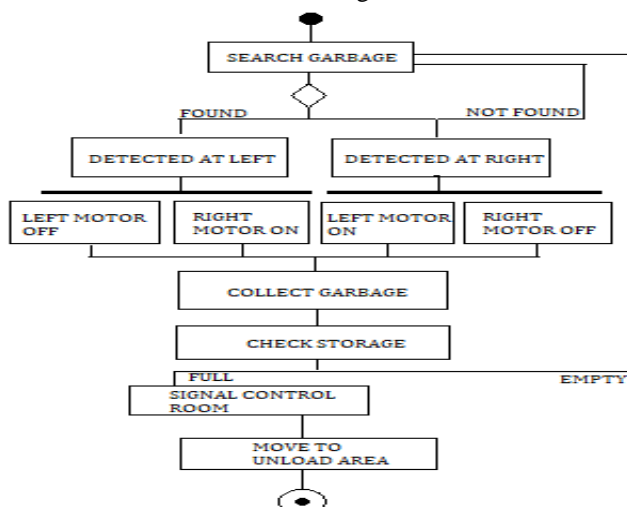 SEARCH GARBAGE
FOUND
NOT FOUND
DETECTED AT LEFT
DETECTED AT RIGHT
LEFT MOTOR
OFF
RIGHT
MOTOR ON
LEFT MOTOR
ON
RIGHT
MOTOR OFF
COLLECT GARBAGE
CHECK STORAGE
FULL
EMPTY
SIGNAL CONTROL
ROOM
MOVE TO
UNLOAD AREA